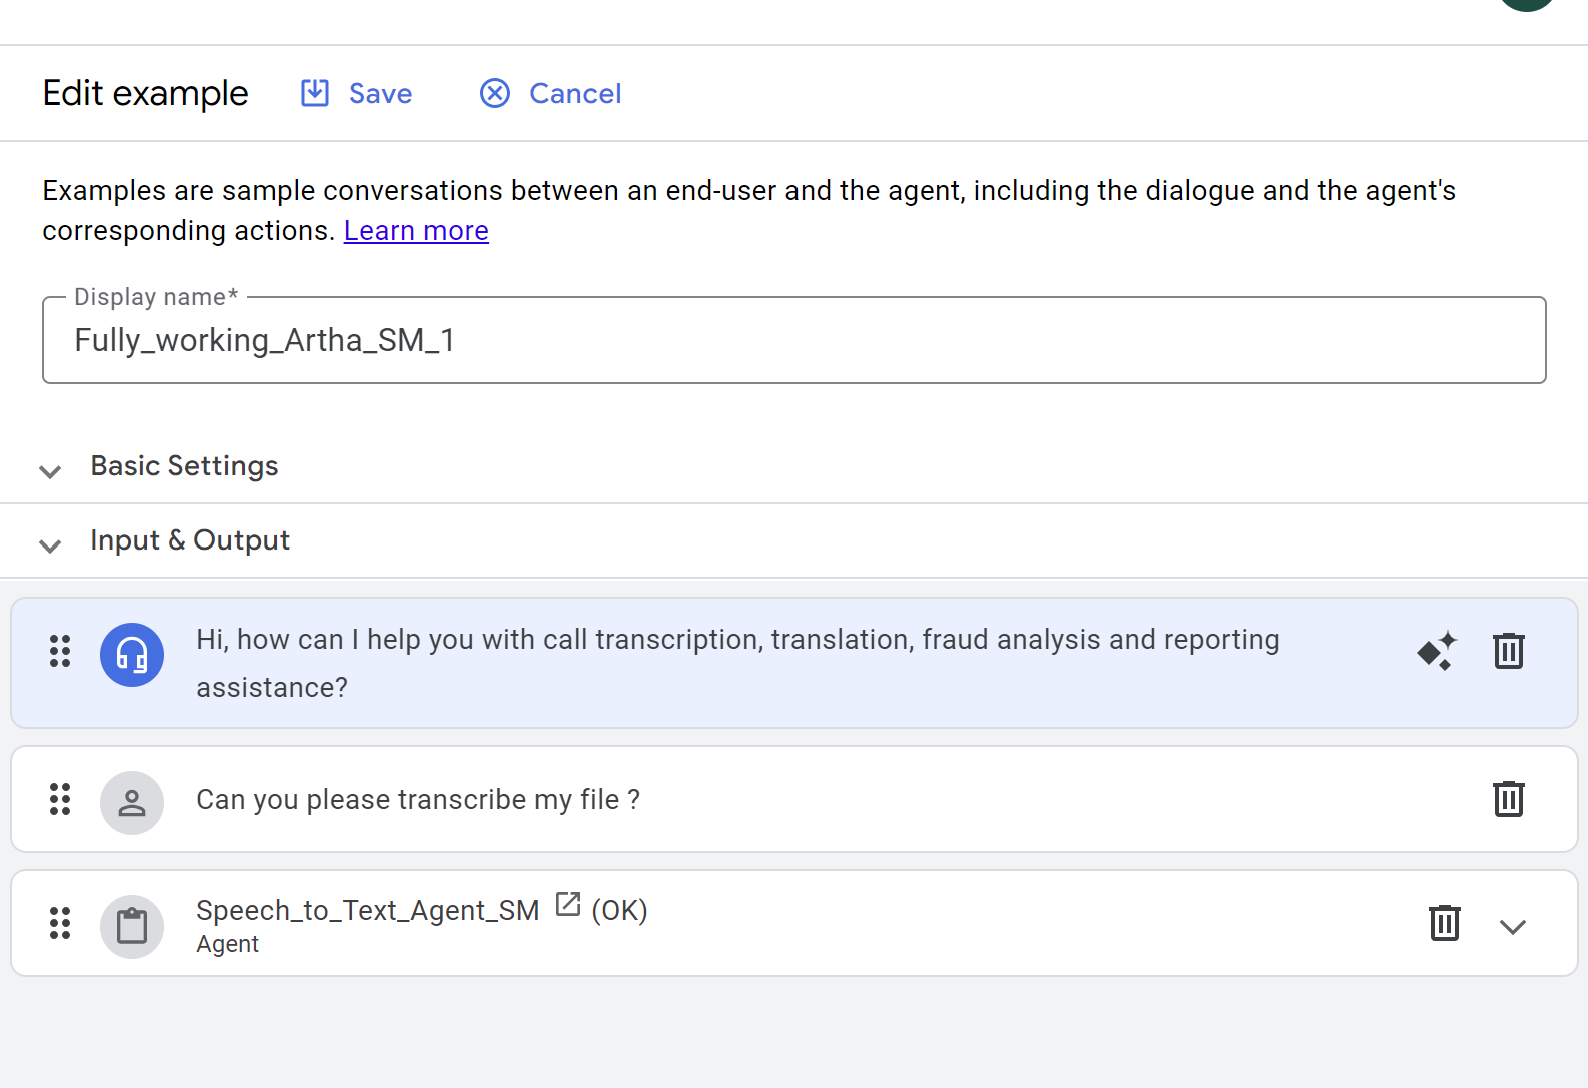 Edit example
Save
Cancel
Examples are sample conversations between an end-user and the agent, including the dialogue and the agent's
corresponding actions. Learn more
Display name*
Fully_working_Artha_SM_1
Basic Settings
Input & Output
Hi, how can I help you with call transcription, translation, fraud analysis and reporting
assistance?
Can you please transcribe my file ?
Speech_to_Text_Agent_SM (OK)
Agent